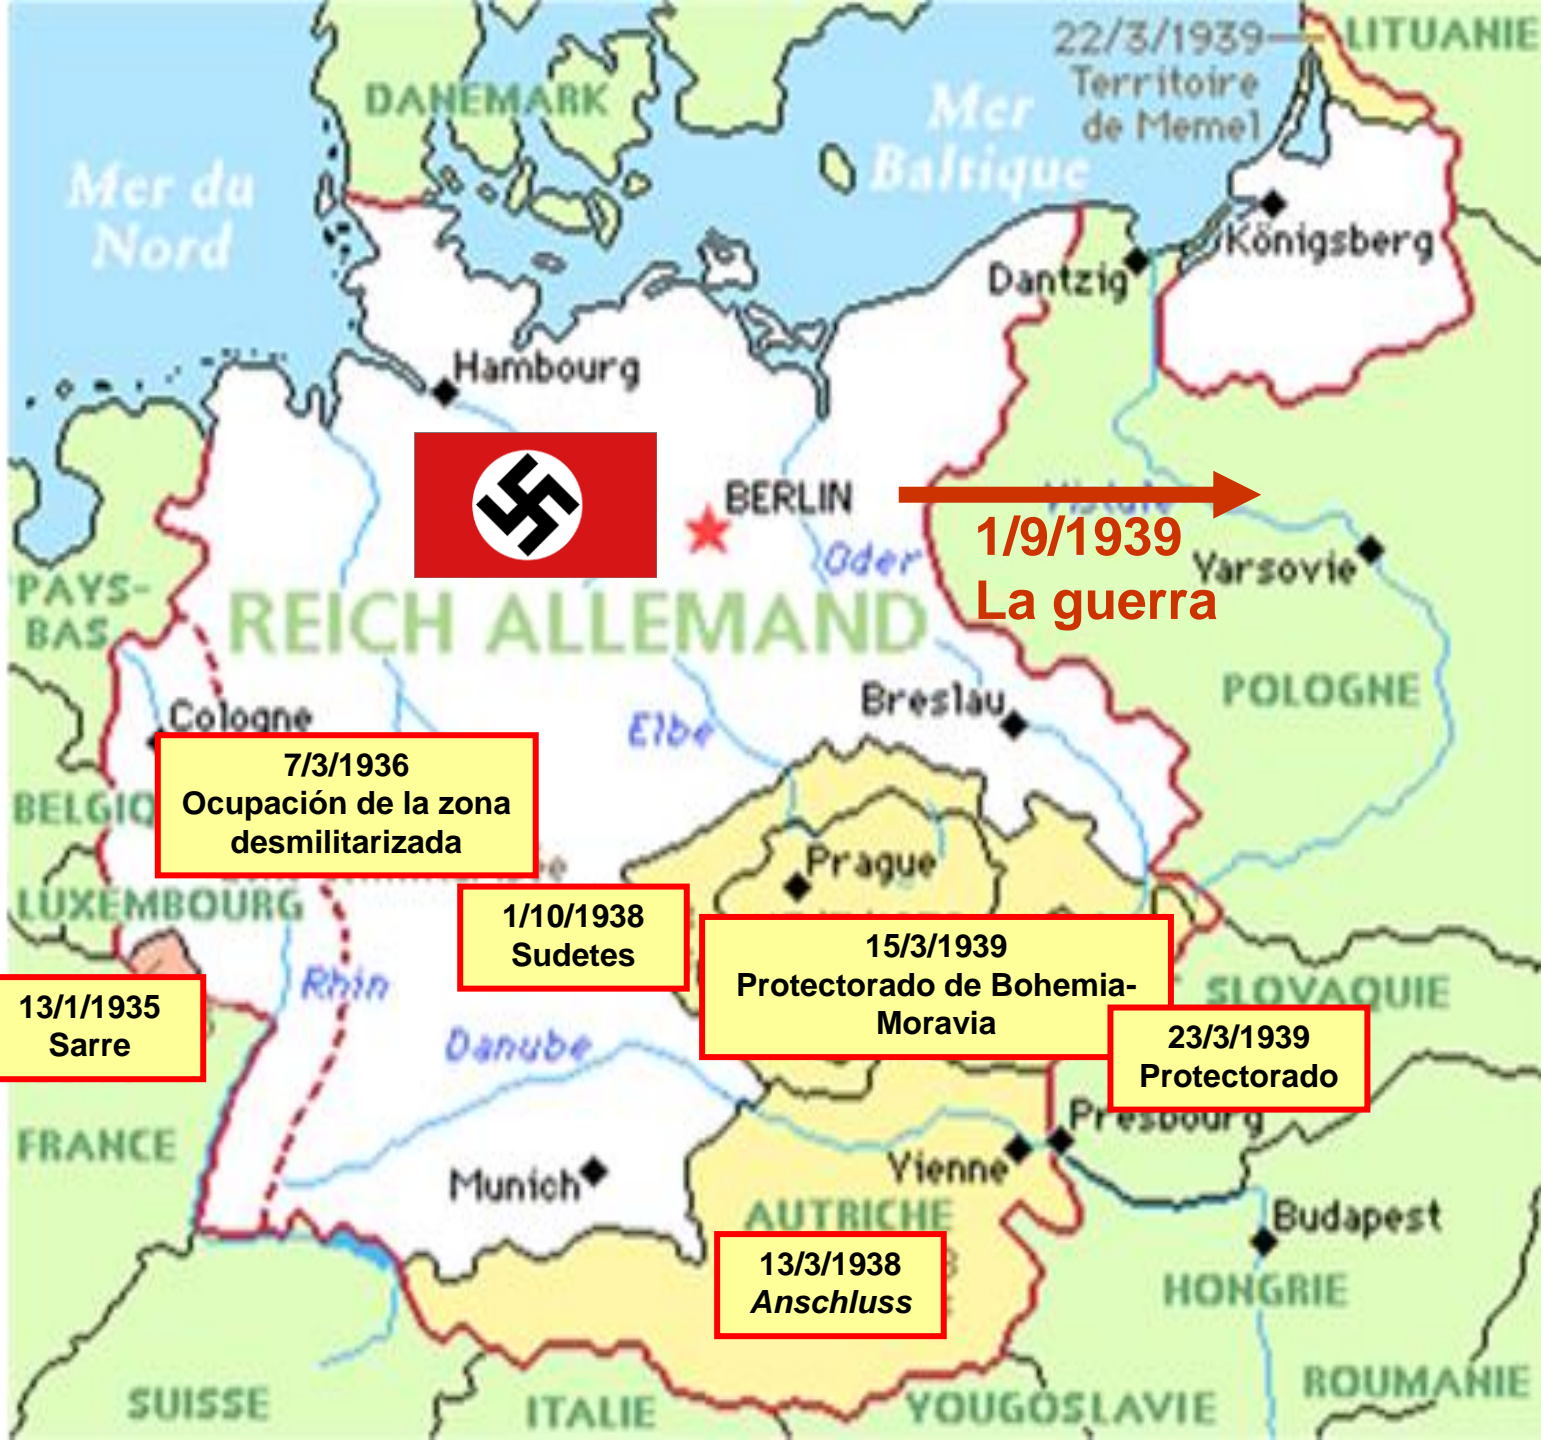 22/3/1939
Territoire
de Memel
LITUANIE
DANEMARK
Mer
Baltique
Mer du
Nord
Königsberg
Dantzig
Hambourg
BERLIN
Vistule
1/9/1939
La guerra
Varsovie
Oder
PAYS-
BAS
REICH ALLEMAND
POLOGNE
Breslau
Elbe
Cologne
7/3/1936
Ocupación de la zona
desmilitarizada
BELGIQ
Prague
LUXEMBOURG
1/10/1938
Sudetes
15/3/1939
Protectorado de Bohemia-
Moravia
SLOVAQUIE
Rhin
13/1/1935
Sarre
23/3/1939
Protectorado
Danube
Presbourg
FRANCE
Vienne
Munich
AUTRICHE
Budapest
13/3/1938
Anschluss
HONGRIE
SUISSE
ITALIE
YOUGOSLAVIE
ROUMANIE